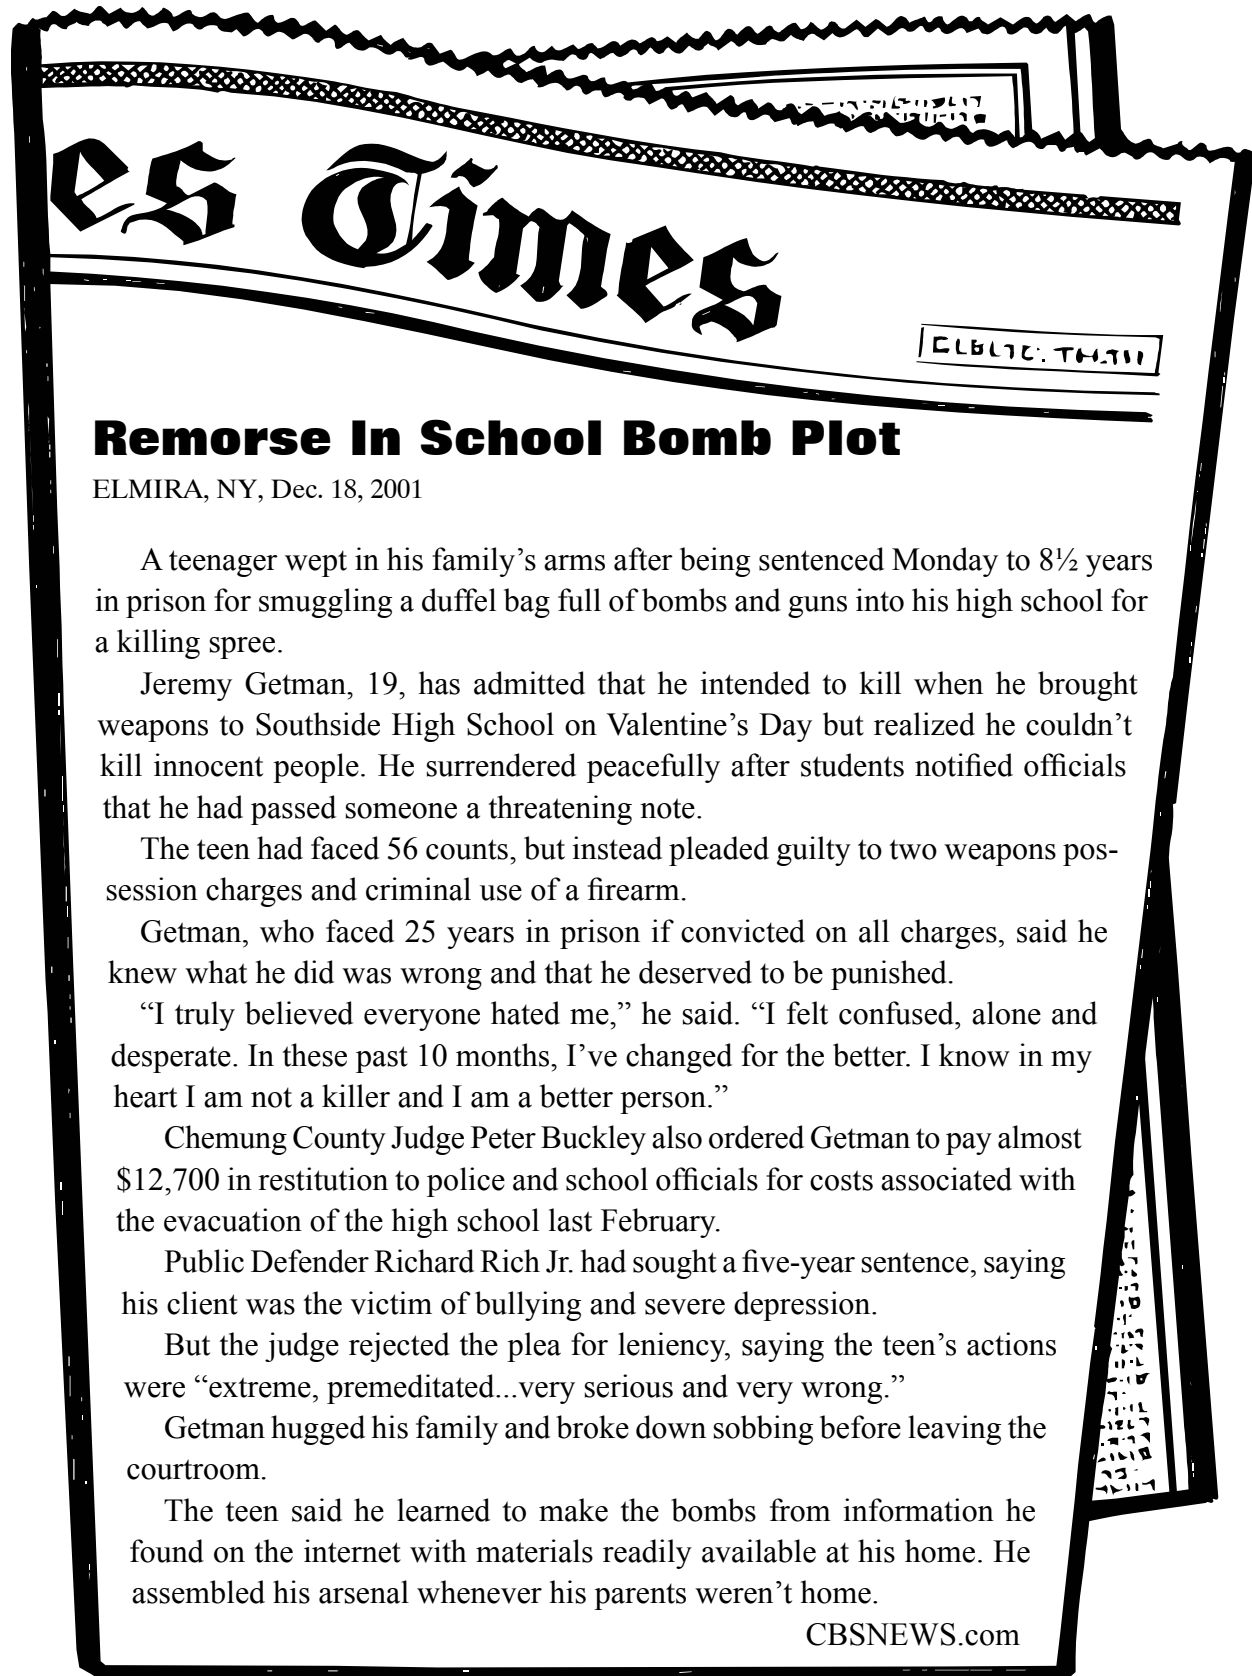 es Times
Remorse In School Bomb Plot
ELMIRA, NY, Dec. 18, 2001
A teenager wept in his family’s arms after being sentenced Monday to 8½ years
in prison for smuggling a duffel bag full of bombs and guns into his high school for
a killing spree.
Jeremy Getman, 19, has admitted that he intended to kill when he brought
weapons to Southside High School on Valentine’s Day but realized he couldn’t
kill innocent people. He surrendered peacefully after students notified officials
that he had passed someone a threatening note.
The teen had faced 56 counts, but instead pleaded guilty to two weapons pos-
session charges and criminal use of a firearm.
Getman, who faced 25 years in prison if convicted on all charges, said he
knew what he did was wrong and that he deserved to be punished.
“I truly believed everyone hated me,” he said. “I felt confused, alone and
desperate. In these past 10 months, I’ve changed for the better. I know in my
heart I am not a killer and I am a better person.”
Chemung County Judge Peter Buckley also ordered Getman to pay almost
$12,700 in restitution to police and school officials for costs associated with
the evacuation of the high school last February.
Public Defender Richard Rich Jr. had sought a five-year sentence, saying
his client was the victim of bullying and severe depression.
But the judge rejected the plea for leniency, saying the teen’s actions
were “extreme, premeditated...very serious and very wrong.”
Getman hugged his family and broke down sobbing before leaving the
courtroom.
The teen said he learned to make the bombs from information he
found on the internet with materials readily available at his home. He
assembled his arsenal whenever his parents weren’t home.
CBSNEWS.com